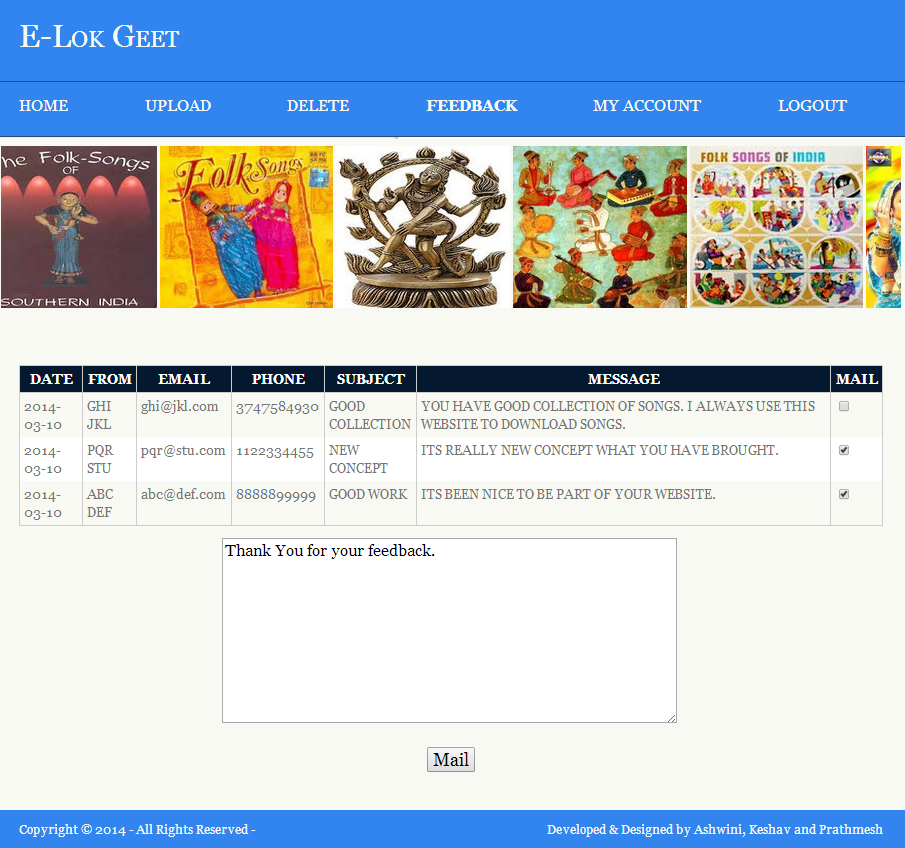 E-Lok Geet
HOME UPLOAD DELETE FEEDBACK MY ACCOUNT LOGOUT
he Folk-Songs
OF
SOUTHERN INDIA
Folk Songs
FOLK SONGS OF INDIA
DATE FROM EMAIL PHONE SUBJECT MESSAGE MAIL
2014-03-10 GHI JKL ghi@jkl.com 3747584930 GOOD COLLECTION YOU HAVE GOOD COLLECTION OF SONGS. I ALWAYS USE THIS WEBSITE TO DOWNLOAD SONGS.
2014-03-10 PQR STU pqr@stu.com 1122334455 NEW CONCEPT ITS REALLY NEW CONCEPT WHAT YOU HAVE BROUGHT.
2014-03-10 ABC DEF abc@def.com 8888899999 GOOD WORK ITS BEEN NICE TO BE PART OF YOUR WEBSITE.
Thank You for your feedback.
Mail
Copyright © 2014 - All Rights Reserved -
Developed & Designed by Ashwini, Keshav and Prathmesh